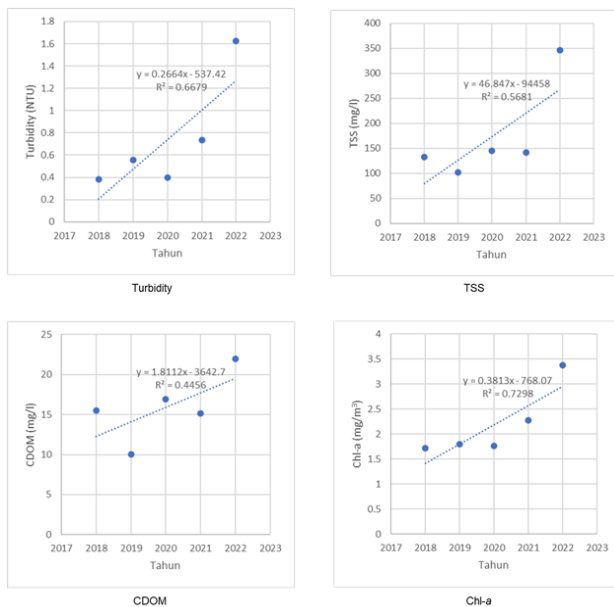 1.8
1.6
1.4
1.2
1
0.8
0.6
0.4
0.2
0
Turbidity (NTU)
y = 0.2664x - 537.42
R² = 0.6679
2017 2018 2019 2020 2021 2022 2023
Tahun
Turbidity
400
350
300
250
200
150
100
50
0
TSS (mg/l)
y = 46.847x - 94458
R² = 0.5681
2017 2018 2019 2020 2021 2022 2023
Tahun
TSS
25
20
15
10
5
0
CDOM (mg/l)
y = 1.8112x - 3642.7
R² = 0.4456
2017 2018 2019 2020 2021 2022 2023
Tahun
CDOM
4
3.5
3
2.5
2
1.5
1
0.5
0
Chl-a (mg/m³)
y = 0.3813x - 768.07
R² = 0.7298
2017 2018 2019 2020 2021 2022 2023
Tahun
Chl-a